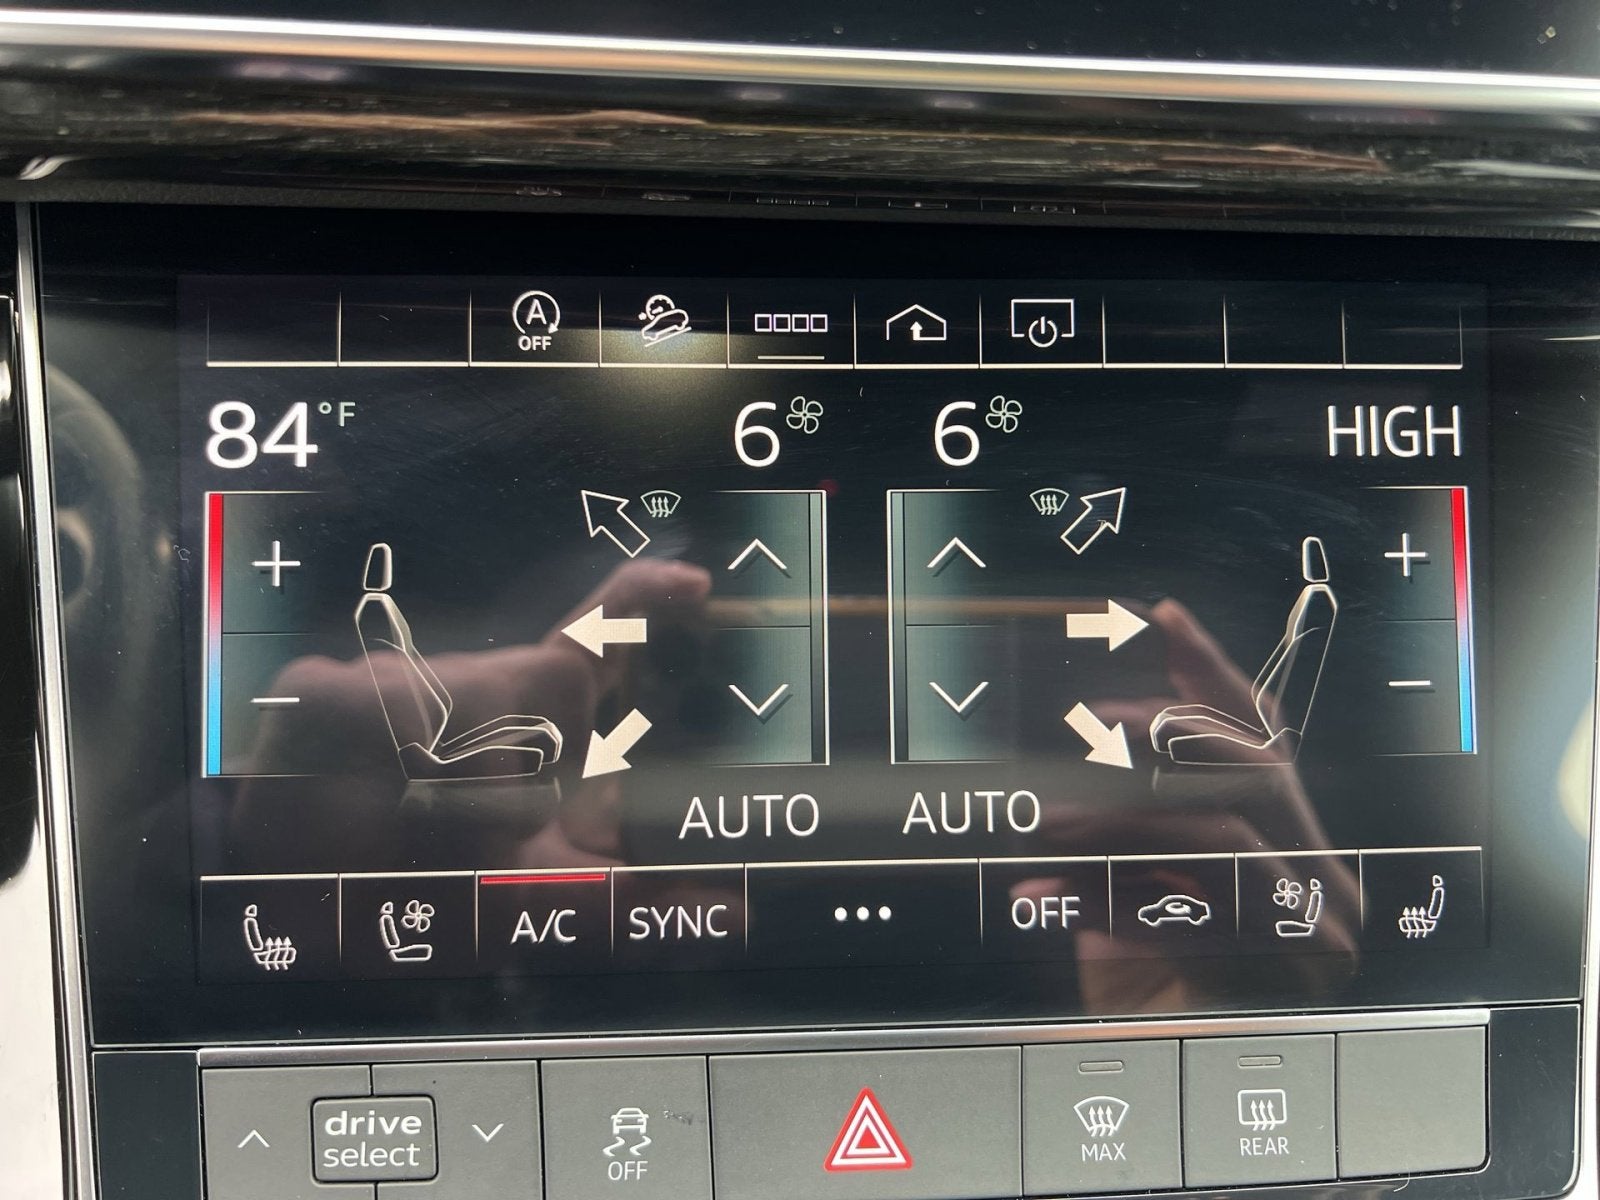 A
OFF
84°F 6 6 HIGH
AUTO AUTO
A/C SYNC ... OFF
drive
select
OFF
MAX
REAR